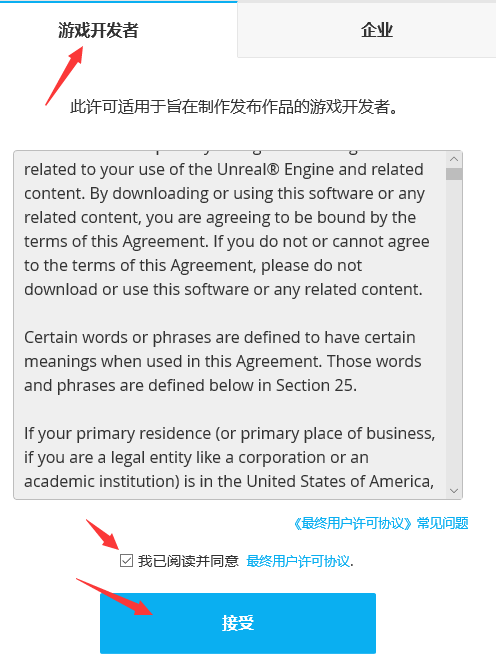 游戏开发者
企业
此许可适用于旨在制作发布作品的游戏开发者。
related to your use of the Unreal® Engine and related
content. By downloading or using this software or any
related content, you are agreeing to be bound by the
terms of this Agreement. If you do not or cannot agree
to the terms of this Agreement, please do not
download or use this software or any related content.
Certain words or phrases are defined to have certain
meanings when used in this Agreement. Those words
and phrases are defined below in Section 25.
If your primary residence (or primary place of business,
if you are a legal entity like a corporation or an
academic institution) is in the United States of America,
《最终用户许可协议》常见问题
我已阅读并同意 最终用户许可协议.
接受